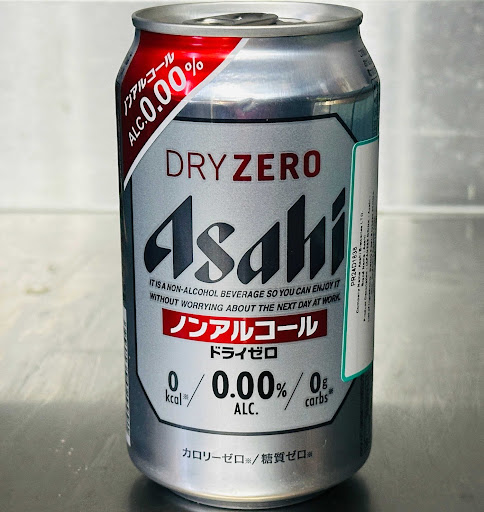 ノンアルコール
ALC.0.00%
DRY ZERO
Asahi
IT IS A NON-ALCOHOL BEVERAGE SO YOU CAN ENJOY IT
WITHOUT WORRYING ABOUT THE NEXT DAY AT WORK.
ノンアルコール
ドライゼロ
0 kcal※ / 0.00% ALC. / 0g carbs※
カロリーゼロ※/糖質ゼロ※